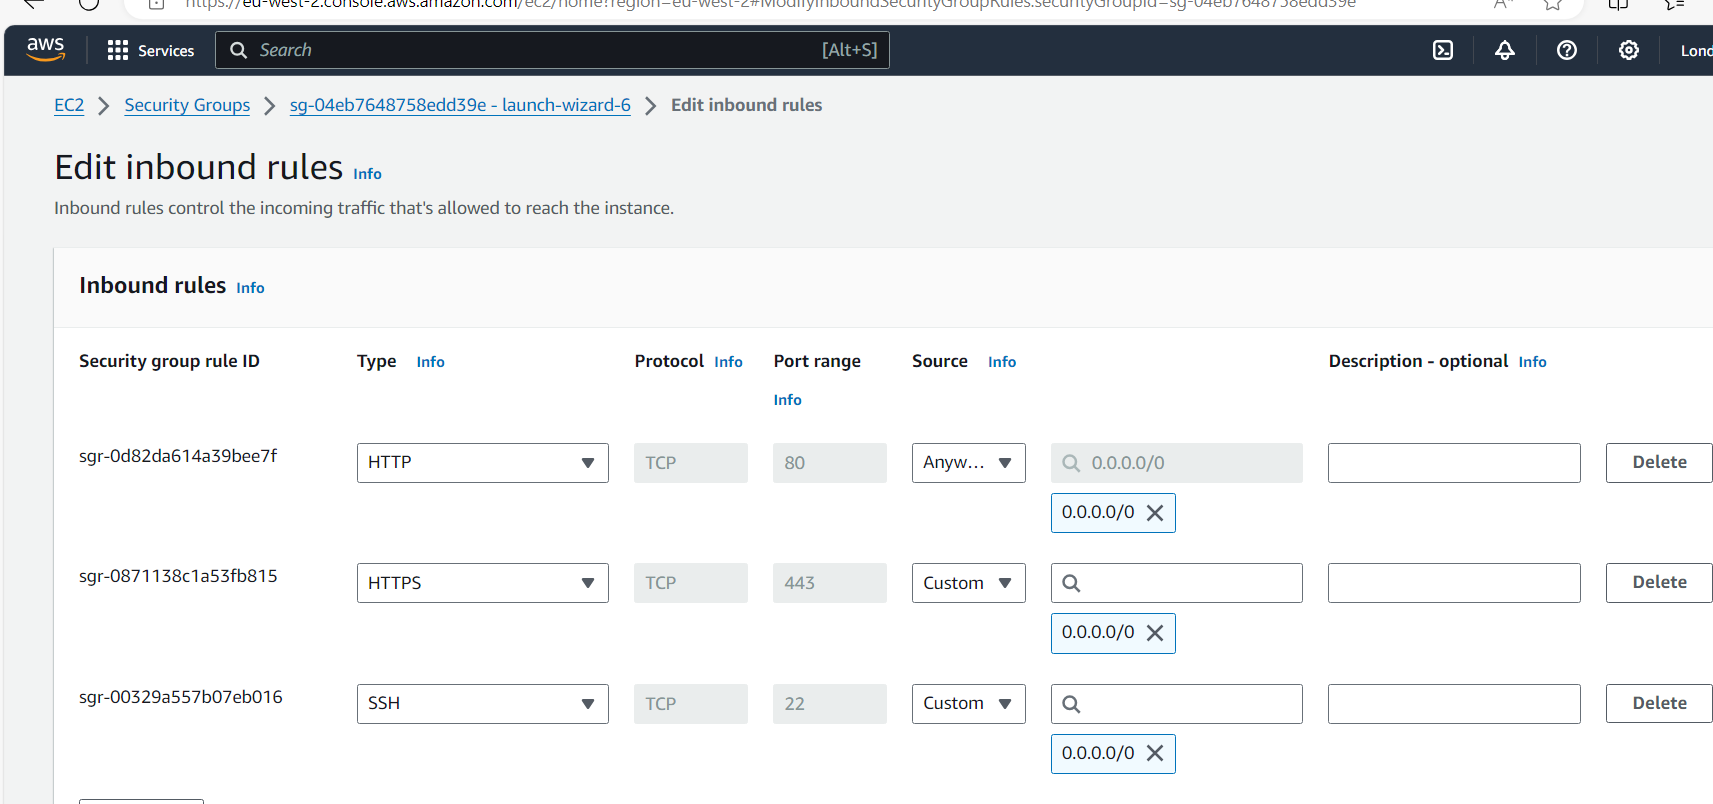 https://eu-west-2.console.aws.amazon.com/ec2/home?region=eu-west-2#ModifyInboundSecurityGroupRules:securityGroupId=sg-04eb7648758edd39e
aws Services Search [Alt+S] Lond
EC2 Security Groups sg-04eb7648758edd39e - launch-wizard-6 Edit inbound rules
Edit inbound rules Info
Inbound rules control the incoming traffic that's allowed to reach the instance.
Inbound rules Info
Security group rule ID Type Info Protocol Info Port range Source Info Description - optional Info
Info
sgr-0d82da614a39bee7f HTTP TCP 80 Anyw... 0.0.0.0/0 Delete
0.0.0.0/0
sgr-0871138c1a53fb815 HTTPS TCP 443 Custom Delete
0.0.0.0/0
sgr-00329a557b07eb016 SSH TCP 22 Custom Delete
0.0.0.0/0